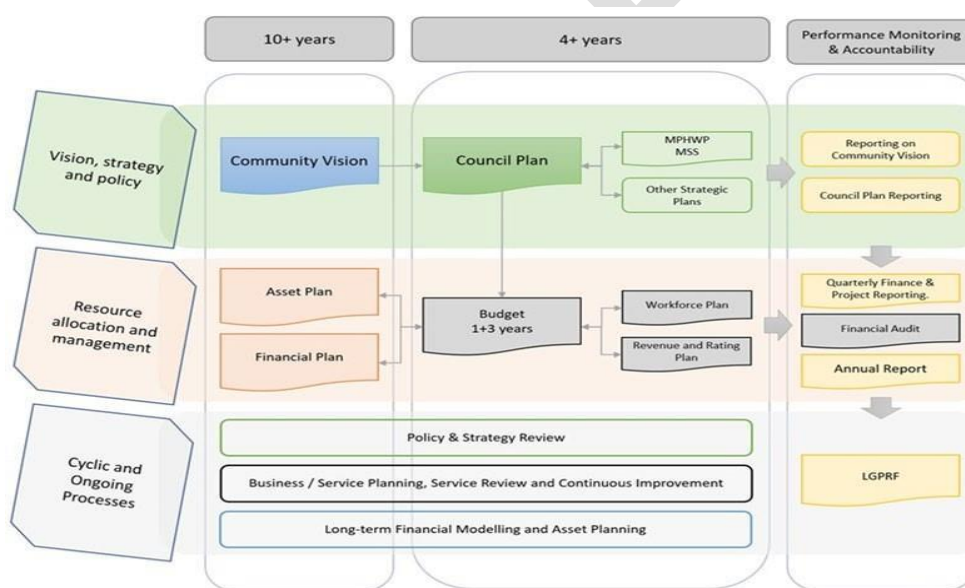 10+ years
4+ years
Performance Monitoring
& Accountability
Vision, strategy
and policy
Community Vision
Council Plan
MPHWP
MSS
Other Strategic
Plans
Reporting on
Community Vision
Council Plan Reporting
Resource
allocation and
management
Asset Plan
Financial Plan
Budget
1+3 years
Workforce Plan
Revenue and Rating
Plan
Quarterly Finance &
Project Reporting.
Financial Audit
Annual Report
Cyclic and
Ongoing
Processes
Policy & Strategy Review
Business / Service Planning, Service Review and Continuous Improvement
Long-term Financial Modelling and Asset Planning
LGPRF